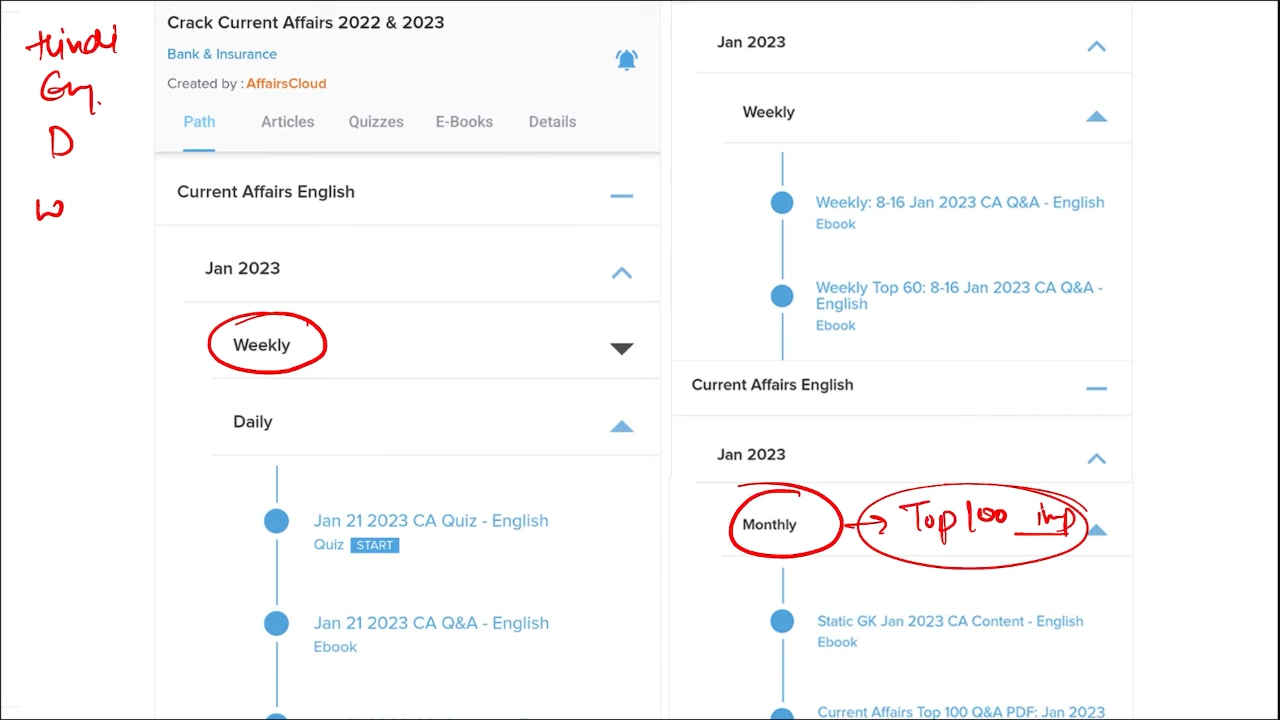 Hindi
Eng.
D
W
Crack Current Affairs 2022 & 2023
Bank & Insurance
Created by : AffairsCloud
Path Articles Quizzes E-Books Details
Current Affairs English
Jan 2023
Weekly
Daily
Jan 21 2023 CA Quiz - English
Quiz START
Jan 21 2023 CA Q&A - English
Ebook
Jan 2023
Weekly
Weekly: 8-16 Jan 2023 CA Q&A - English
Ebook
Weekly Top 60: 8-16 Jan 2023 CA Q&A -
English
Ebook
Current Affairs English
Jan 2023
Monthly → Top 100 imp
Static GK Jan 2023 CA Content - English
Ebook
Current Affairs Top 100 Q&A PDF: Jan 2023